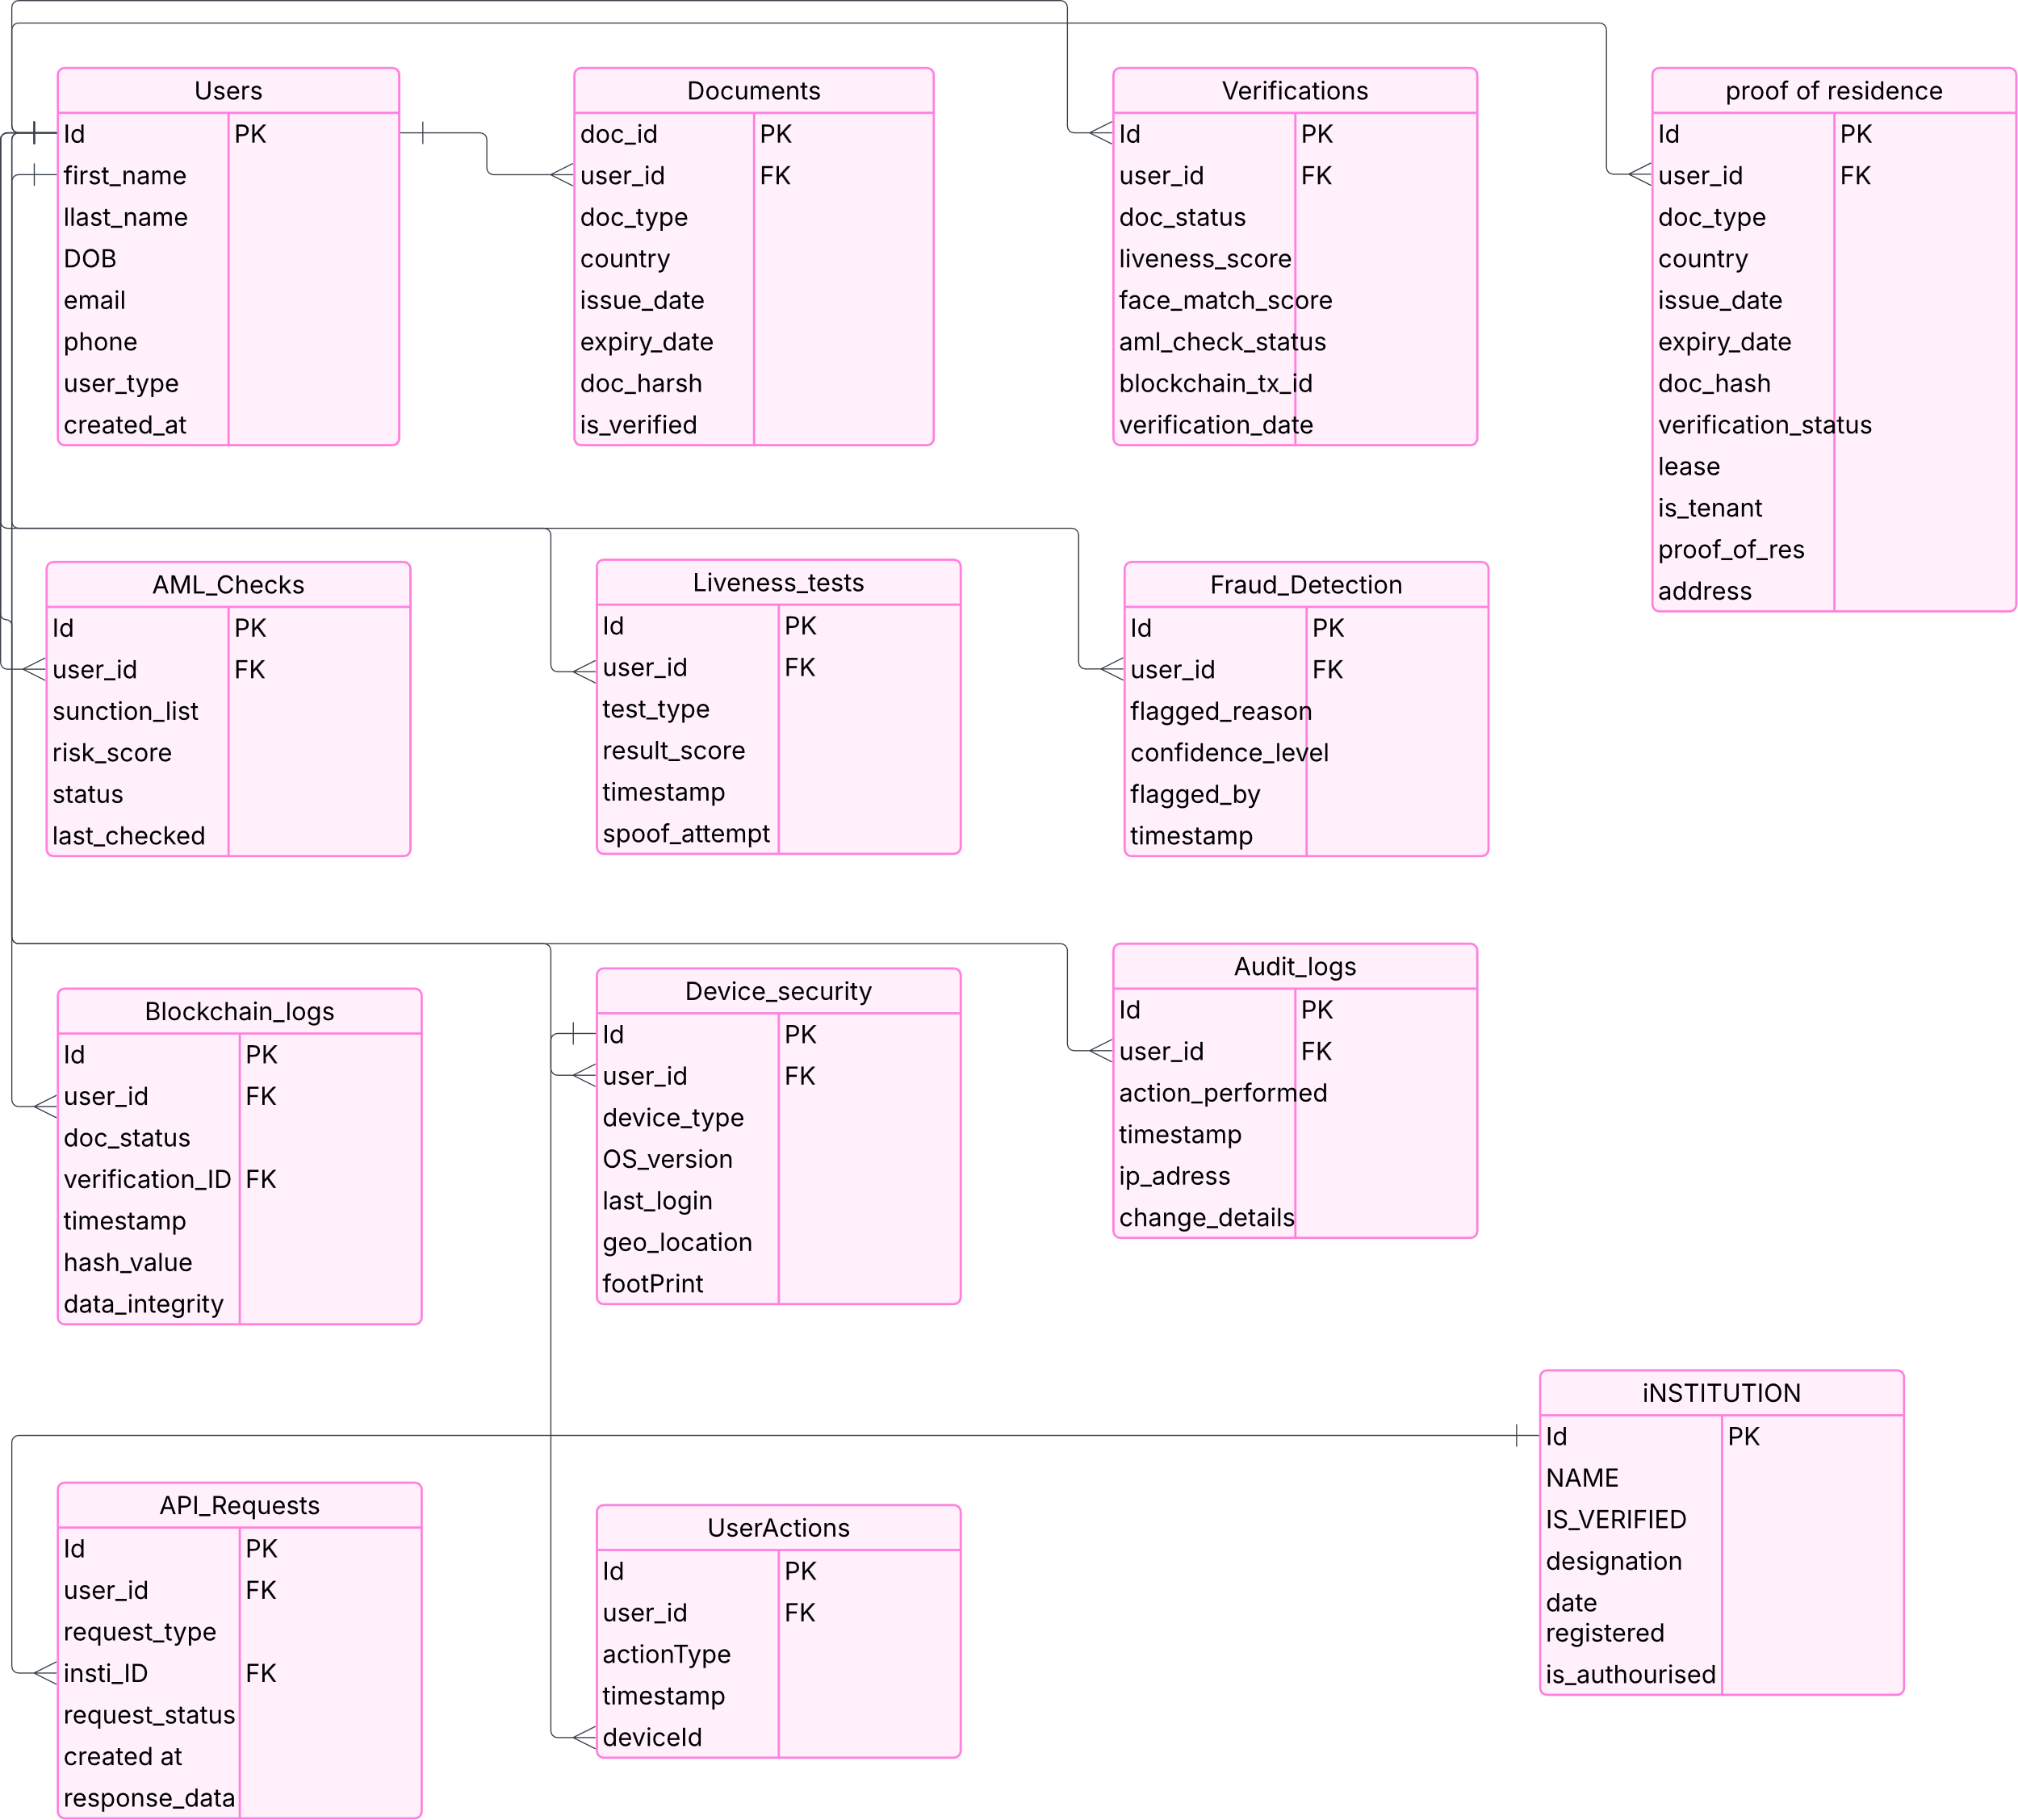 Users
Id PK
first_name
llast_name
DOB
email
phone
user_type
created_at
Documents
doc_id PK
user_id FK
doc_type
country
issue_date
expiry_date
doc_harsh
is_verified
Verifications
Id PK
user_id FK
doc_status
liveness_score
face_match_score
aml_check_status
blockchain_tx_id
verification_date
proof of residence
Id PK
user_id FK
doc_type
country
issue_date
expiry_date
doc_hash
verification_status
lease
is_tenant
proof_of_res
address
AML_Checks
Id PK
user_id FK
sunction_list
risk_score
status
last_checked
Liveness_tests
Id PK
user_id FK
test_type
result_score
timestamp
spoof_attempt
Fraud_Detection
Id PK
user_id FK
flagged_reason
confidence_level
flagged_by
timestamp
Blockchain_logs
Id PK
user_id FK
doc_status
verification_ID FK
timestamp
hash_value
data_integrity
Device_security
Id PK
user_id FK
device_type
OS_version
last_login
geo_location
footPrint
Audit_logs
Id PK
user_id FK
action_performed
timestamp
ip_adress
change_details
iNSTITUTION
Id PK
NAME
IS_VERIFIED
designation
date
registered
is_authourised
API_Requests
Id PK
user_id FK
request_type
insti_ID FK
request_status
created at
response_data
UserActions
Id PK
user_id FK
actionType
timestamp
deviceId